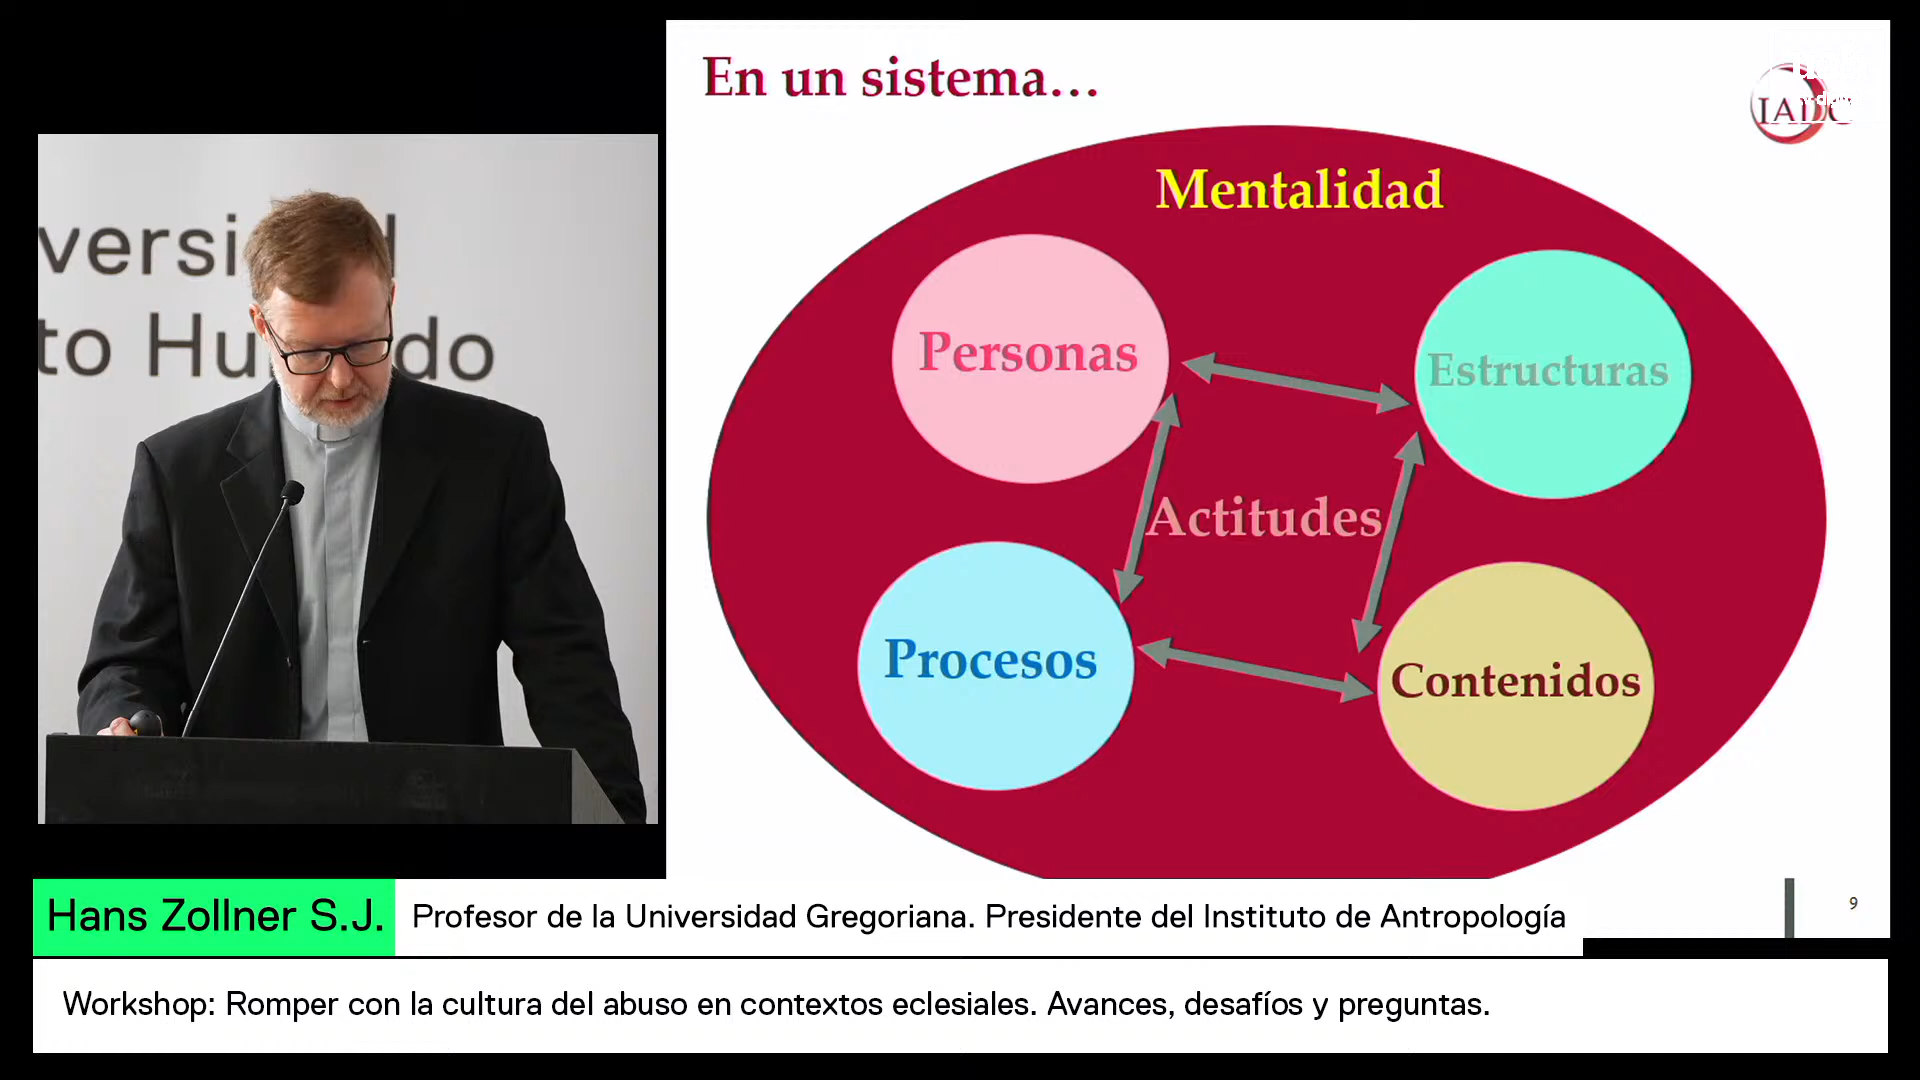 En un sistema...
Mentalidad
Personas
Estructuras
Actitudes
Procesos
Contenidos
9
Hans Zollner S.J.
Profesor de la Universidad Gregoriana. Presidente del Instituto de Antropología
Workshop: Romper con la cultura del abuso en contextos eclesiales. Avances, desafíos y preguntas.